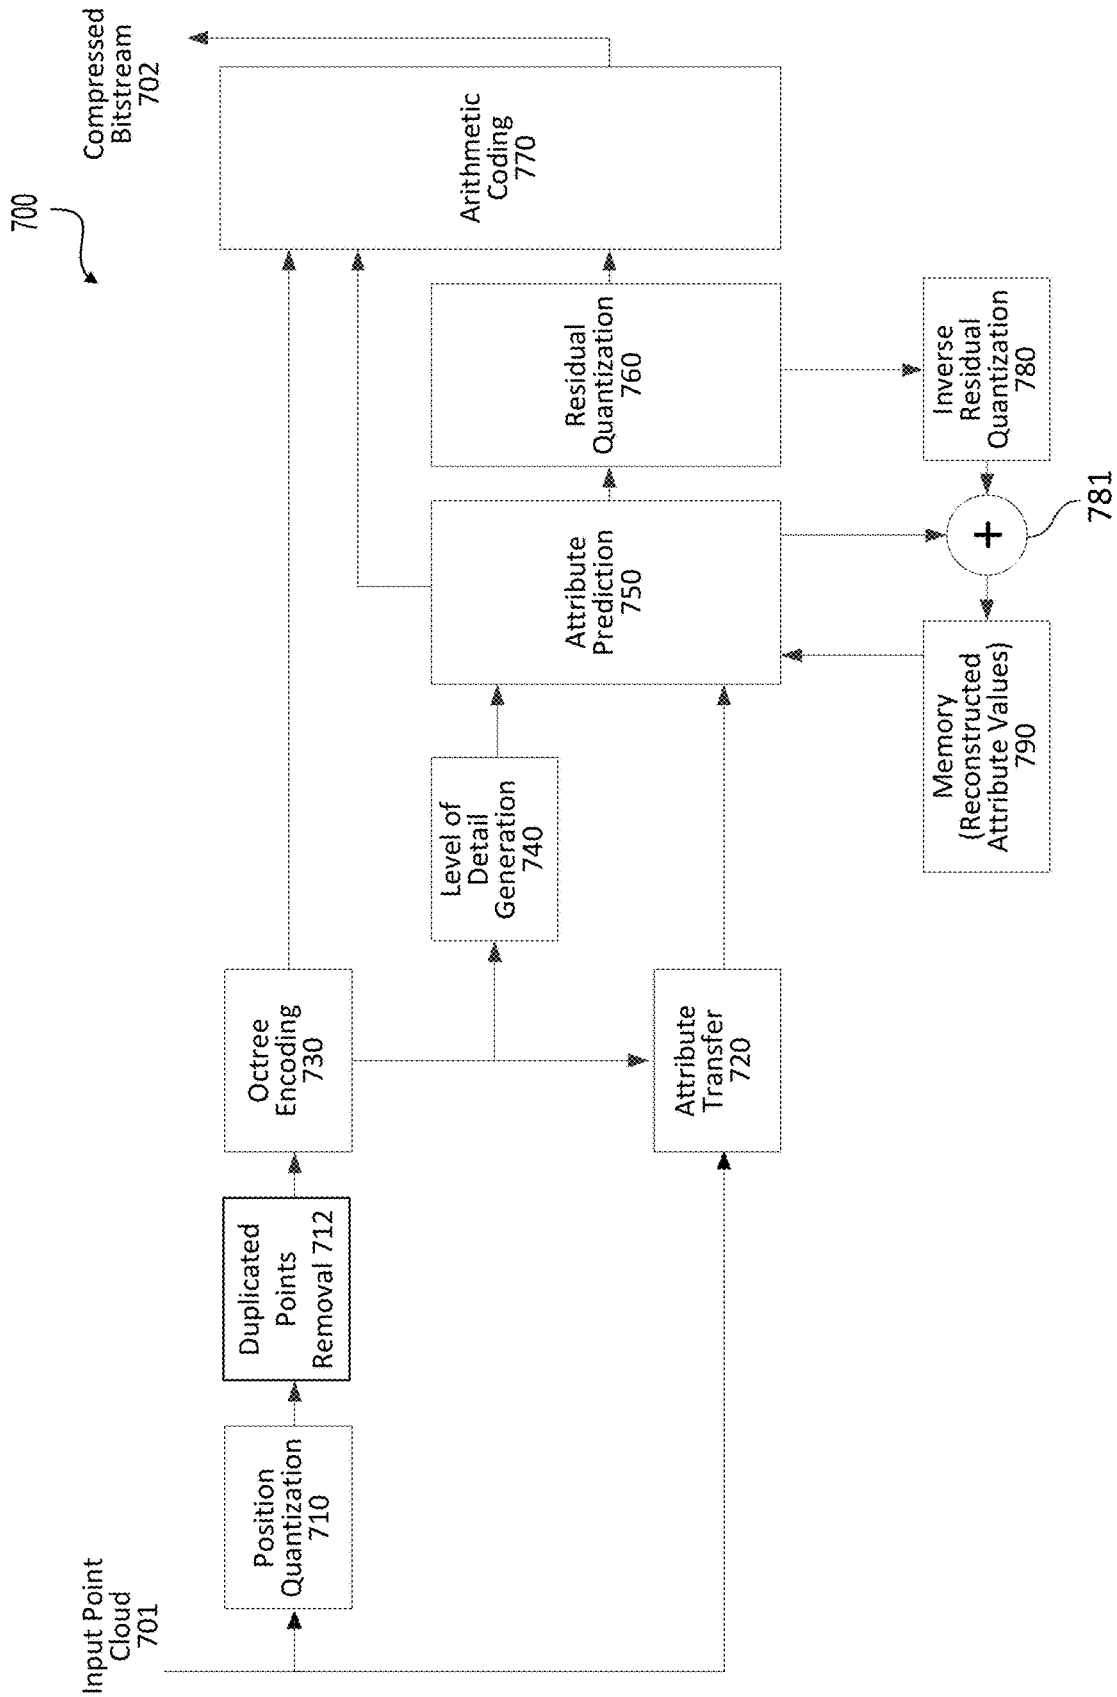 700
Input Point
Cloud
701
Compressed
Bitstream
702
Position
Quantization
710
Duplicated
Points
Removal 712
Octree
Encoding
730
Arithmetic
Coding
770
Level of
Detail
Generation
740
Attribute
Prediction
750
Residual
Quantization
760
Attribute
Transfer
720
Memory
(Reconstructed
Attribute Values)
790
+
781
Inverse
Residual
Quantization
780